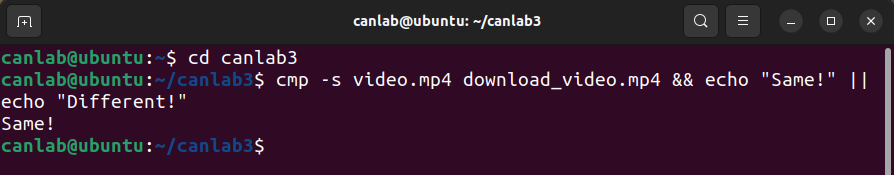 canlab@ubuntu: ~/canlab3
canlab@ubuntu:~$ cd canlab3
canlab@ubuntu:~/canlab3$ cmp -s video.mp4 download_video.mp4 && echo "Same!" ||
echo "Different!"
Same!
canlab@ubuntu:~/canlab3$